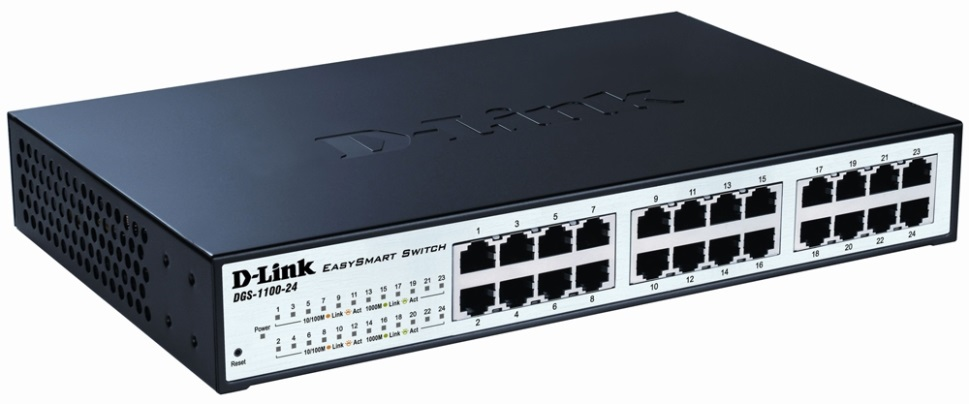 D-Link
D-Link EasySmart Switch
DGS-1100-24
1 3 5 7 9 11 13 15 17 19 21 23
10/100M Link Act 1000M Link Act
Power
2 4 6 8 10 12 14 16 18 20 22 24
10/100M Link Act 1000M Link Act
Reset
1 3 5 7
2 4 6 8
9 11 13 15
10 12 14 16
17 19 21 23
18 20 22 24